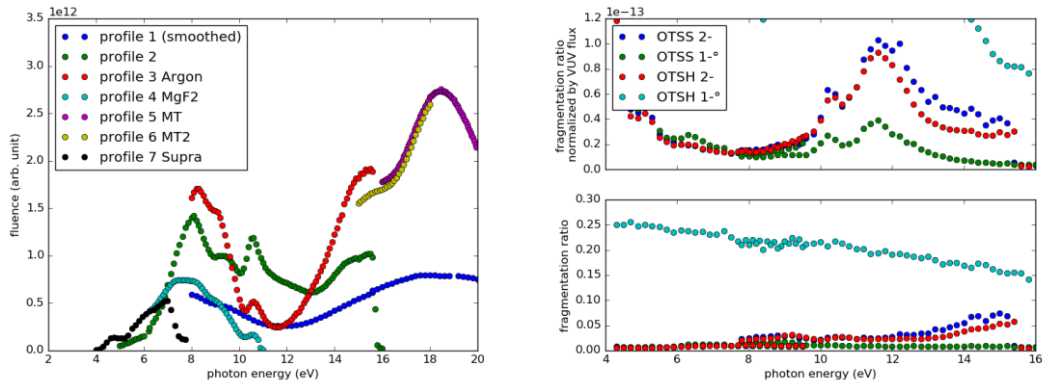 1e12
3.0
2.5
2.0
1.5
1.0
0.5
0.0
fluence (arb. unit)
profile 1 (smoothed)
profile 2
profile 3 Argon
profile 4 MgF2
profile 5 MT
profile 6 MT2
profile 7 Supra
2 4 6 8 10 12 14 16 18 20
photon energy (eV)
1e−13
1.2
1.0
0.8
0.6
0.4
0.2
0.0
fragmentation ratio
normalized by VUV flux
OTSS 2-
OTSS 1-°
OTSH 2-
OTSH 1-°
0.30
0.25
0.20
0.15
0.10
0.05
0.00
fragmentation ratio
4 6 8 10 12 14 16
photon energy (eV)